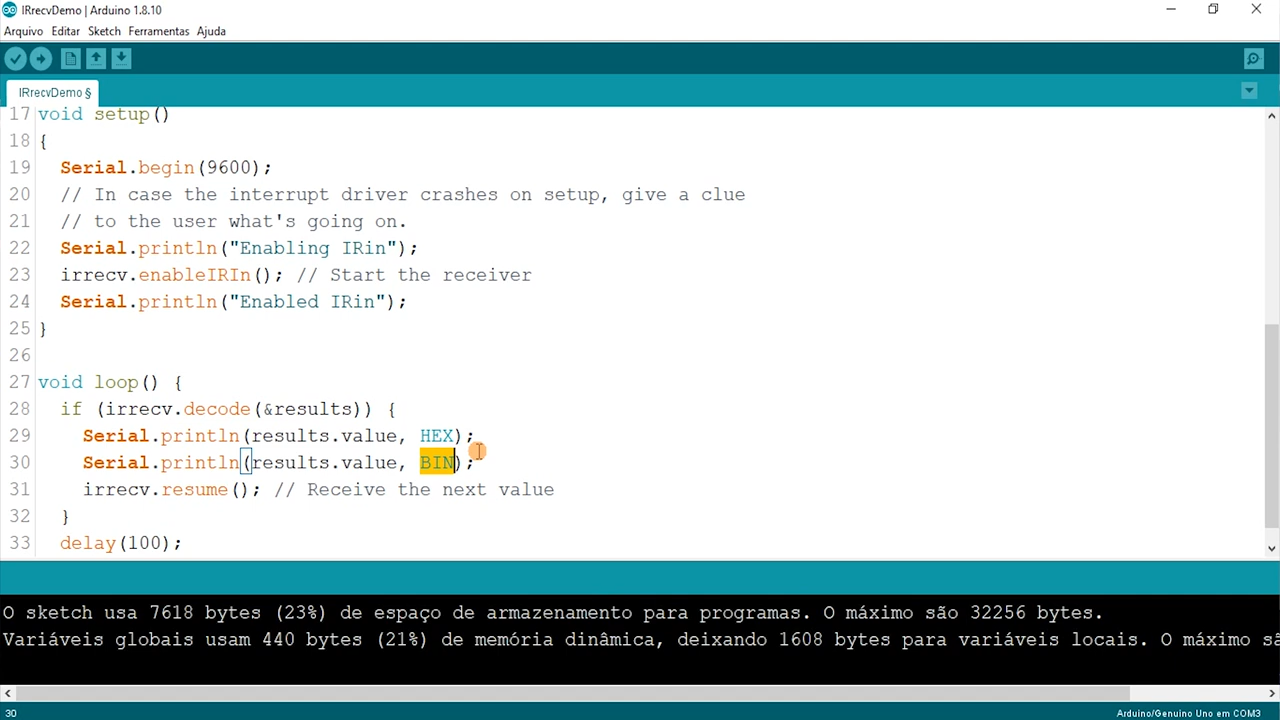 IRrecvDemo | Arduino 1.8.10
Arquivo Editar Sketch Ferramentas Ajuda
IRrecvDemo §
17 void setup()
18 {
19 Serial.begin(9600);
20 // In case the interrupt driver crashes on setup, give a clue
21 // to the user what's going on.
22 Serial.println("Enabling IRin");
23 irrecv.enableIRIn(); // Start the receiver
24 Serial.println("Enabled IRin");
25 }
26
27 void loop() {
28 if (irrecv.decode(&results)) {
29 Serial.println(results.value, HEX);
30 Serial.println(results.value, BIN);
31 irrecv.resume(); // Receive the next value
32 }
33 delay(100);
O sketch usa 7618 bytes (23%) de espaço de armazenamento para programas. O máximo são 32256 bytes.
Variáveis globais usam 440 bytes (21%) de memória dinâmica, deixando 1608 bytes para variáveis locais. O máximo sã
30 Arduino/Genuino Uno em COM3